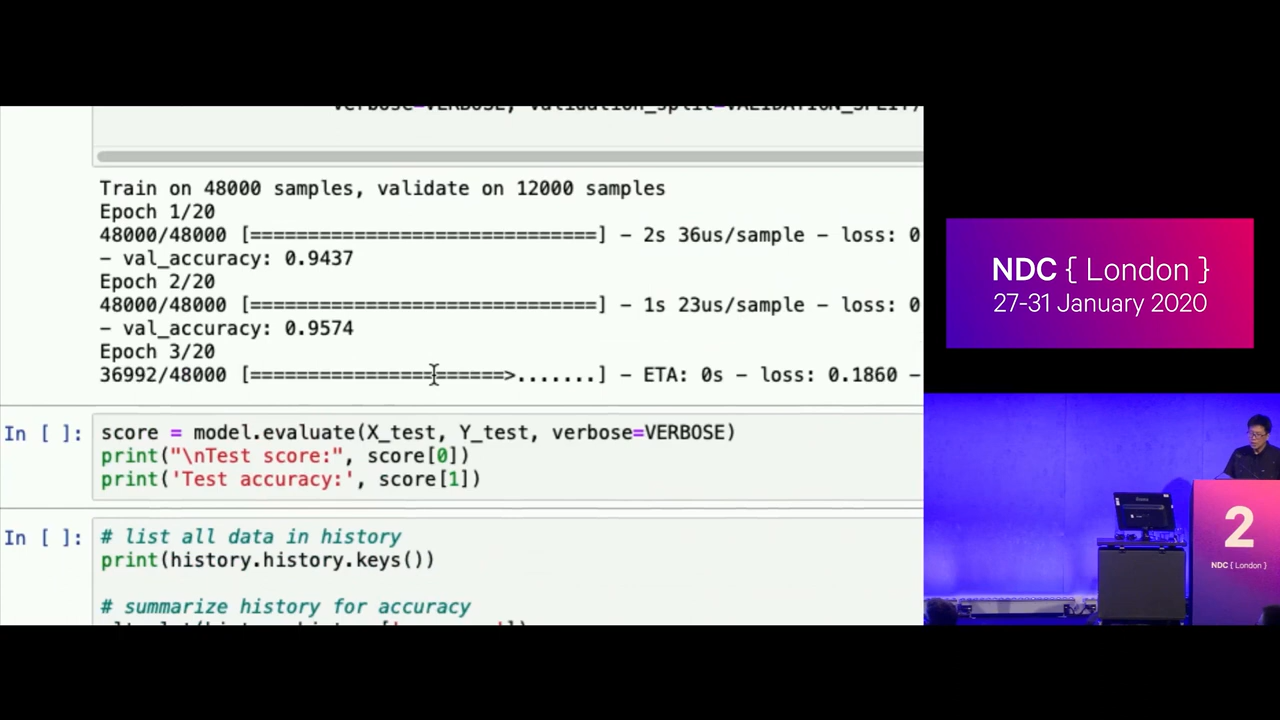 verbose=VERBOSE, validation_split=VALIDATION_SPLIT)
Train on 48000 samples, validate on 12000 samples
Epoch 1/20
48000/48000 [==============================] - 2s 36us/sample - loss: 0
- val_accuracy: 0.9437
Epoch 2/20
48000/48000 [==============================] - 1s 23us/sample - loss: 0
- val_accuracy: 0.9574
Epoch 3/20
36992/48000 [======================>.......] - ETA: 0s - loss: 0.1860 -
In [ ]:
score = model.evaluate(X_test, Y_test, verbose=VERBOSE)
print("\nTest score:", score[0])
print('Test accuracy:', score[1])
In [ ]:
# list all data in history
print(history.history.keys())
# summarize history for accuracy
NDC { London }
27-31 January 2020
2
NDC { London }